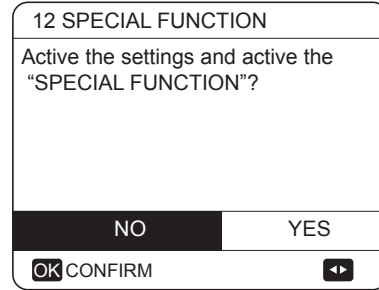 12 SPECIAL FUNCTION
Active the settings and active the
“SPECIAL FUNCTION”?
NO YES
OK CONFIRM